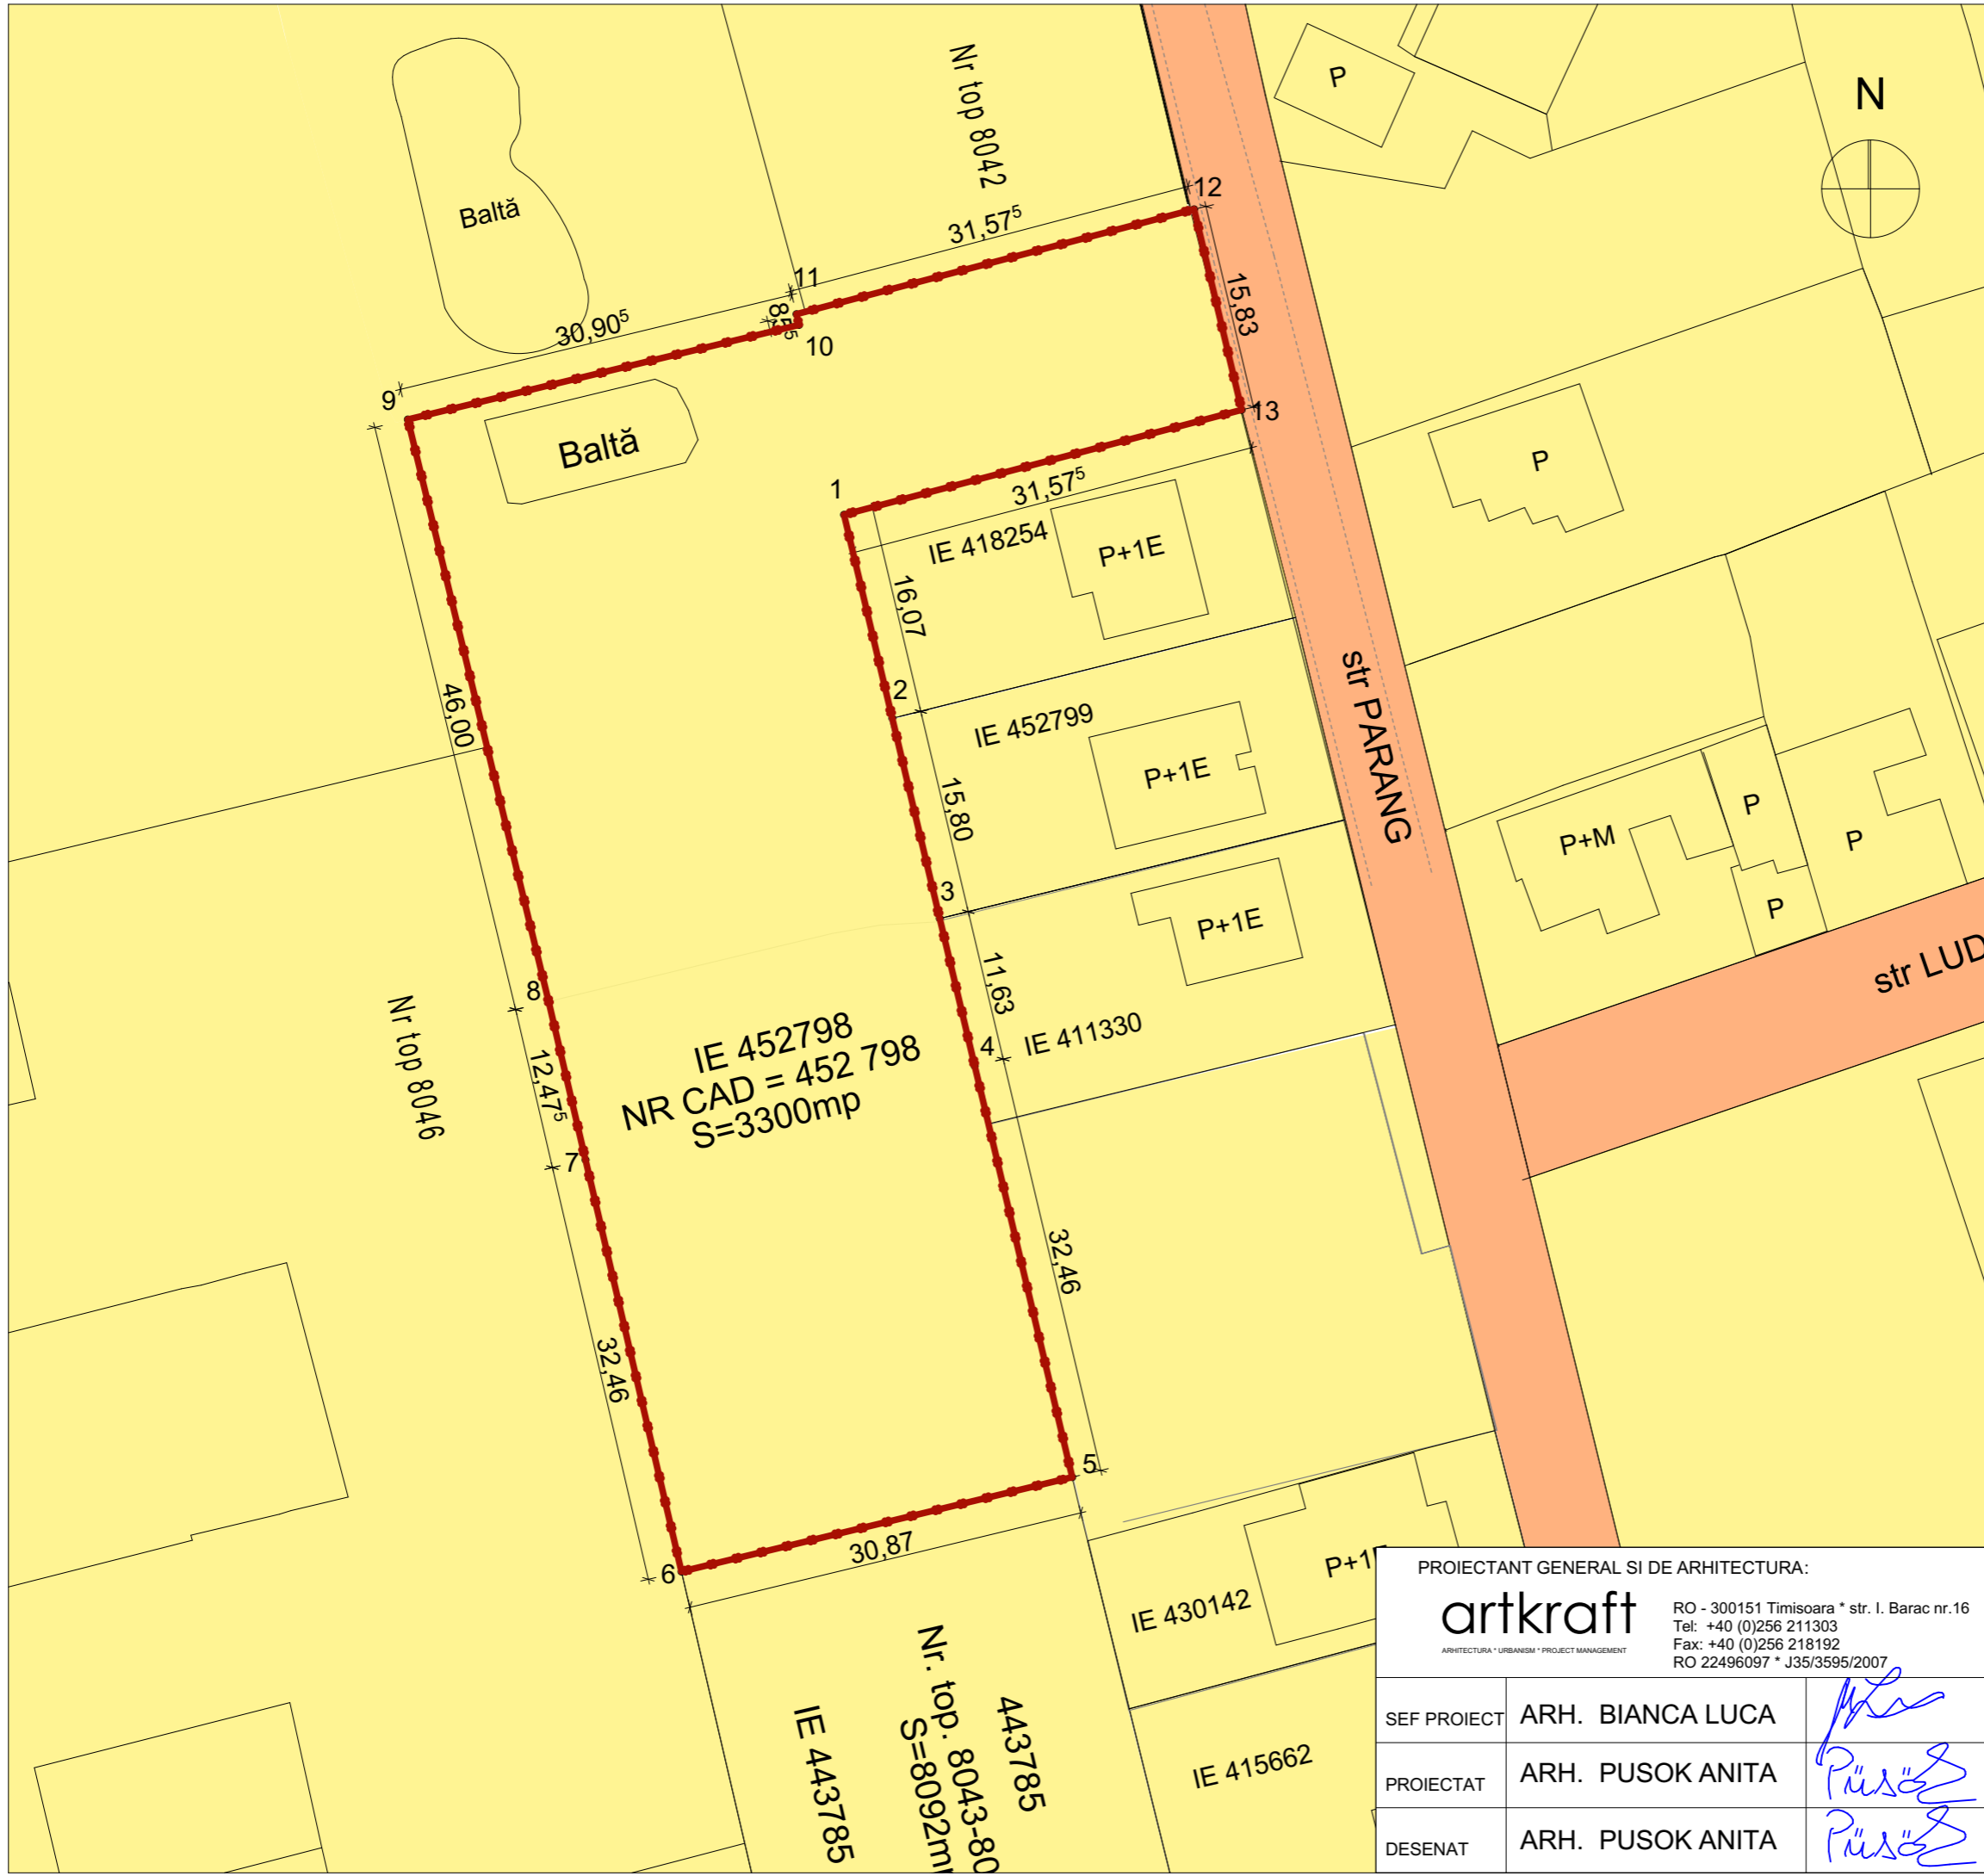 Nr top 8042
N
P
Baltă
12
31,57⁵
11
15,83
30,90⁵
10
9
13
Baltă
1
31,57⁵
P
IE 418254
P+1E
16,07
2
46,00
IE 452799
P+1E
str PARANG
15,80
P+M
P
P
3
P
P+1E
str LUD
11,63
8
IE 452798
NR CAD = 452 798
S=3300mp
4
IE 411330
Nr top 8046
12,47⁵
7
32,46
32,46
5
30,87
6
P+1
IE 430142
Nr. top. 8043-80
S=8092m
443785
IE 443785
IE 415662
PROIECTANT GENERAL SI DE ARHITECTURA:
artkraft
ARHITECTURA * URBANISM * PROJECT MANAGEMENT
RO - 300151 Timisoara * str. I. Barac nr.16
Tel: +40 (0)256 211303
Fax: +40 (0)256 218192
RO 22496097 * J35/3595/2007
SEF PROIECT ARH. BIANCA LUCA
PROIECTAT ARH. PUSOK ANITA
DESENAT ARH. PUSOK ANITA